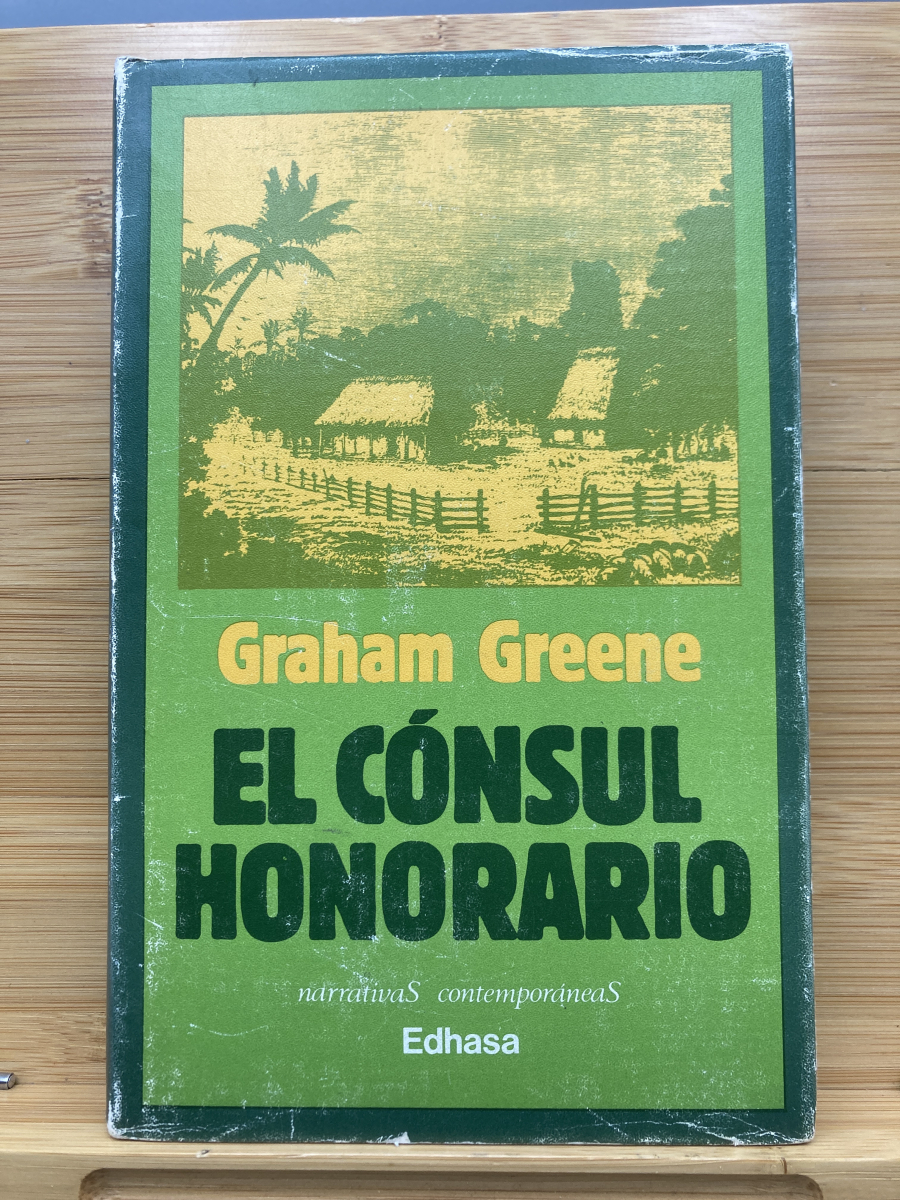 Graham Greene
EL CÓNSUL
HONORARIO
narrativaS contemporáneaS
Edhasa